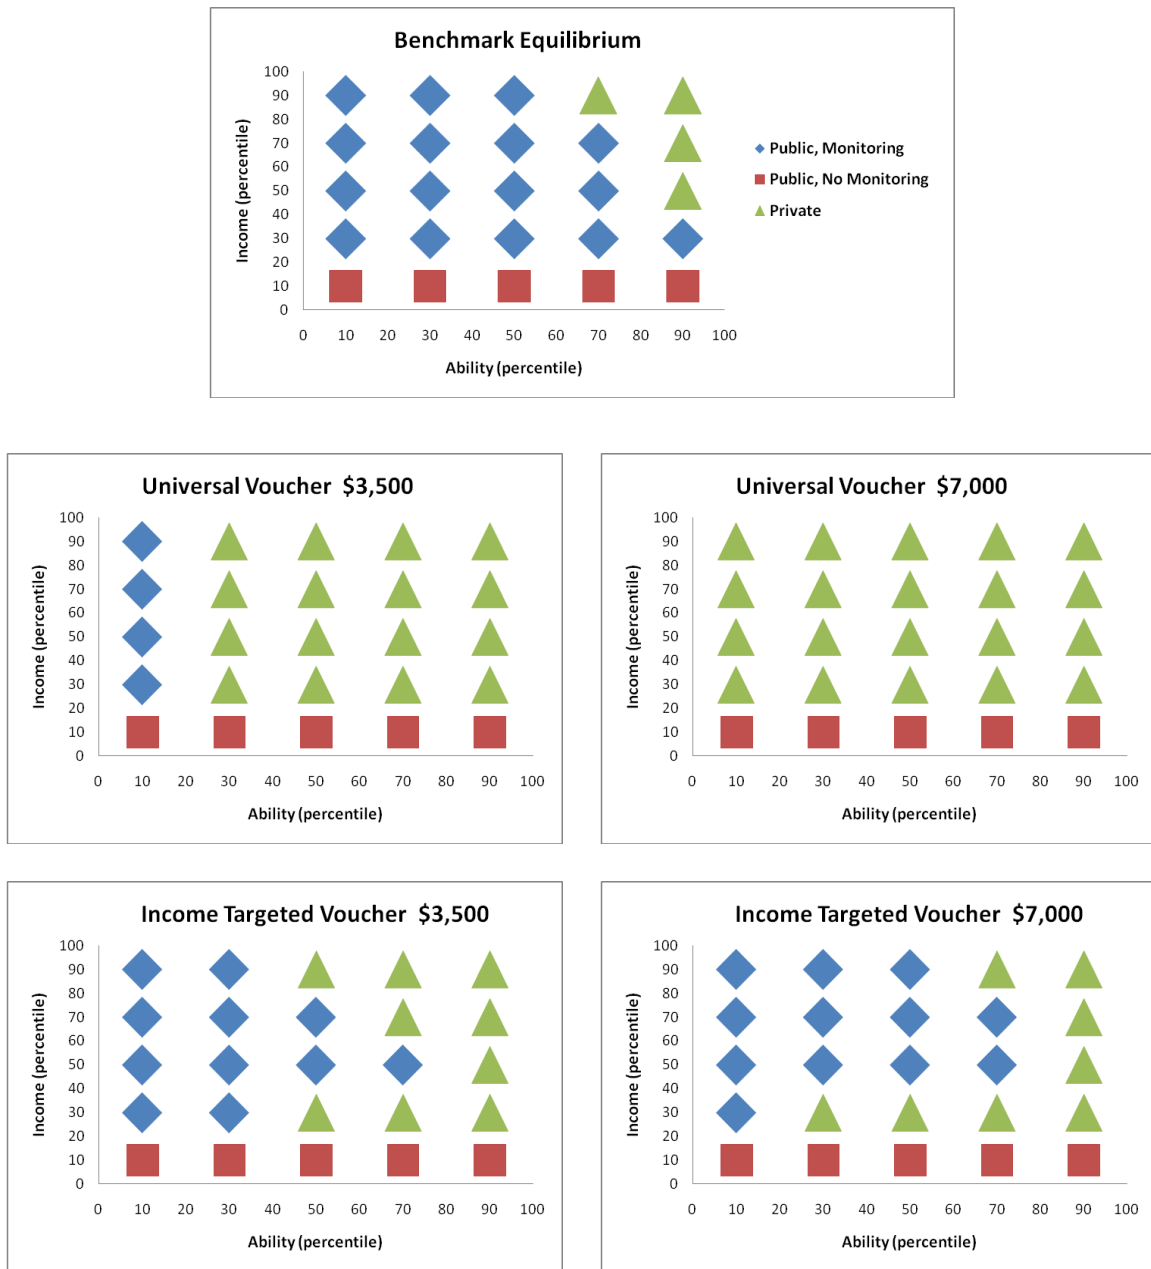 Benchmark Equilibrium
Income (percentile)
100
90
80
70
60
50
40
30
20
10
0
0 10 20 30 40 50 60 70 80 90 100
Ability (percentile)
Public, Monitoring
Public, No Monitoring
Private
Universal Voucher $3,500
Income (percentile)
100
90
80
70
60
50
40
30
20
10
0
0 10 20 30 40 50 60 70 80 90 100
Ability (percentile)
Universal Voucher $7,000
Income (percentile)
100
90
80
70
60
50
40
30
20
10
0
0 10 20 30 40 50 60 70 80 90 100
Ability (percentile)
Income Targeted Voucher $3,500
Income (percentile)
100
90
80
70
60
50
40
30
20
10
0
0 10 20 30 40 50 60 70 80 90 100
Ability (percentile)
Income Targeted Voucher $7,000
Income (percentile)
100
90
80
70
60
50
40
30
20
10
0
0 10 20 30 40 50 60 70 80 90 100
Ability (percentile)